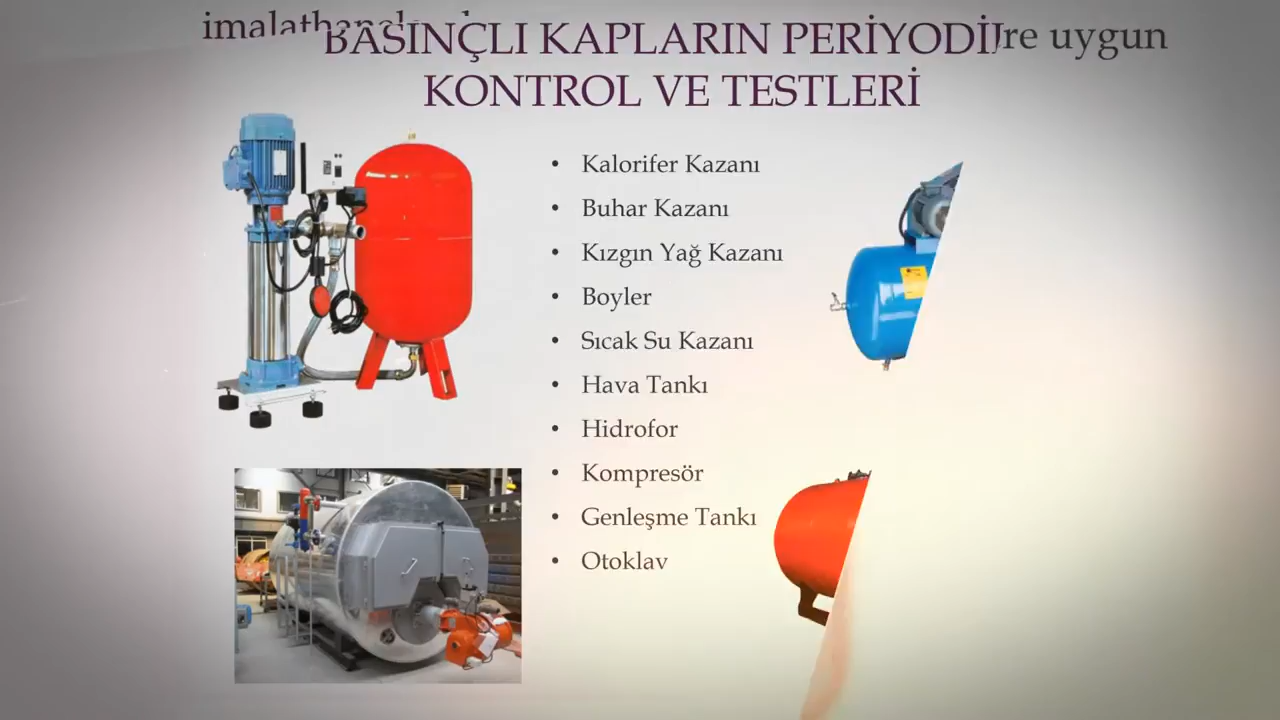 BASINÇLI KAPLARIN PERİYODİ
re uygun
KONTROL VE TESTLERİ
• Kalorifer Kazanı
• Buhar Kazanı
• Kızgın Yağ Kazanı
• Boyler
• Sıcak Su Kazanı
• Hava Tankı
• Hidrofor
• Kompresör
• Genleşme Tankı
• Otoklav